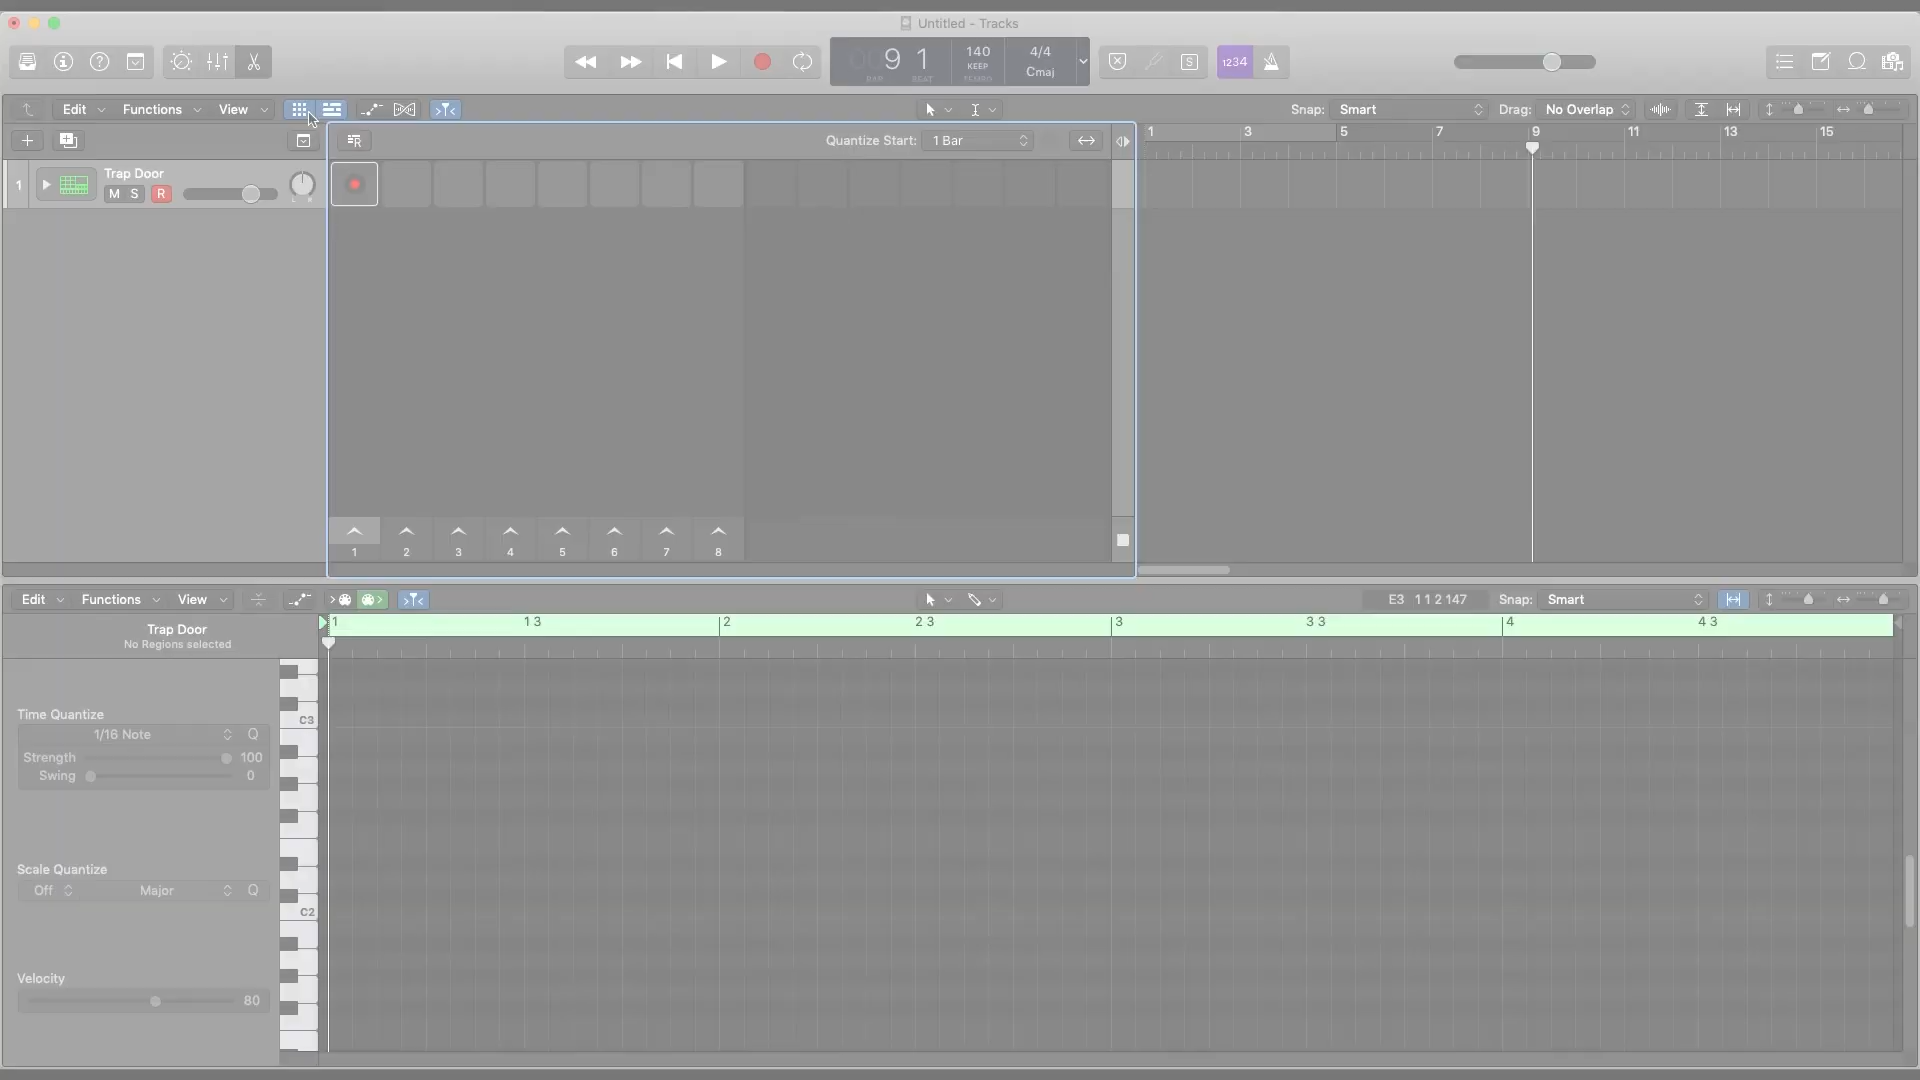 Untitled - Tracks
9 1
BAR BEAT
140
KEEP
TEMPO
4/4
Cmaj
S
1234
Edit Functions View
Snap: Smart Drag: No Overlap
Quantize Start: 1 Bar
1 3 5 7 9 11 13 15
1 Trap Door
M S R
L R
1 2 3 4 5 6 7 8
Edit Functions View
E3 1 1 2 147 Snap: Smart
Trap Door
No Regions selected
1 1 3 2 2 3 3 3 3 4 4 3
Time Quantize
1/16 Note Q
Strength 100
Swing 0
C3
Scale Quantize
Off Major Q
C2
Velocity
80